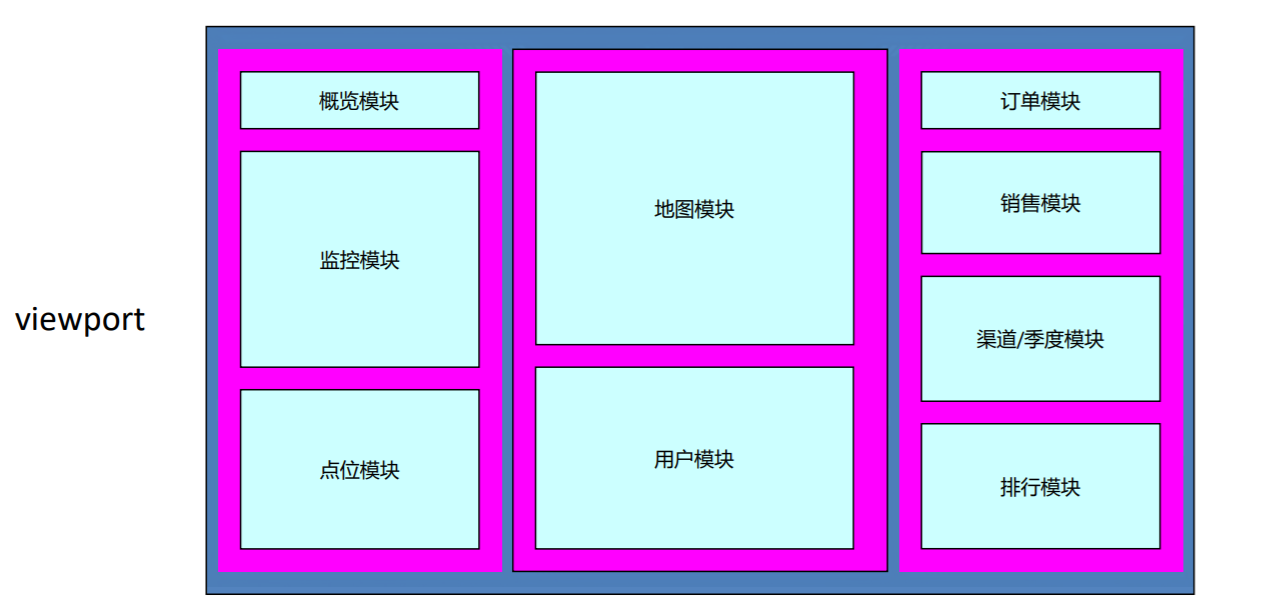 viewport
概览模块
监控模块
点位模块
地图模块
用户模块
订单模块
销售模块
渠道/季度模块
排行模块